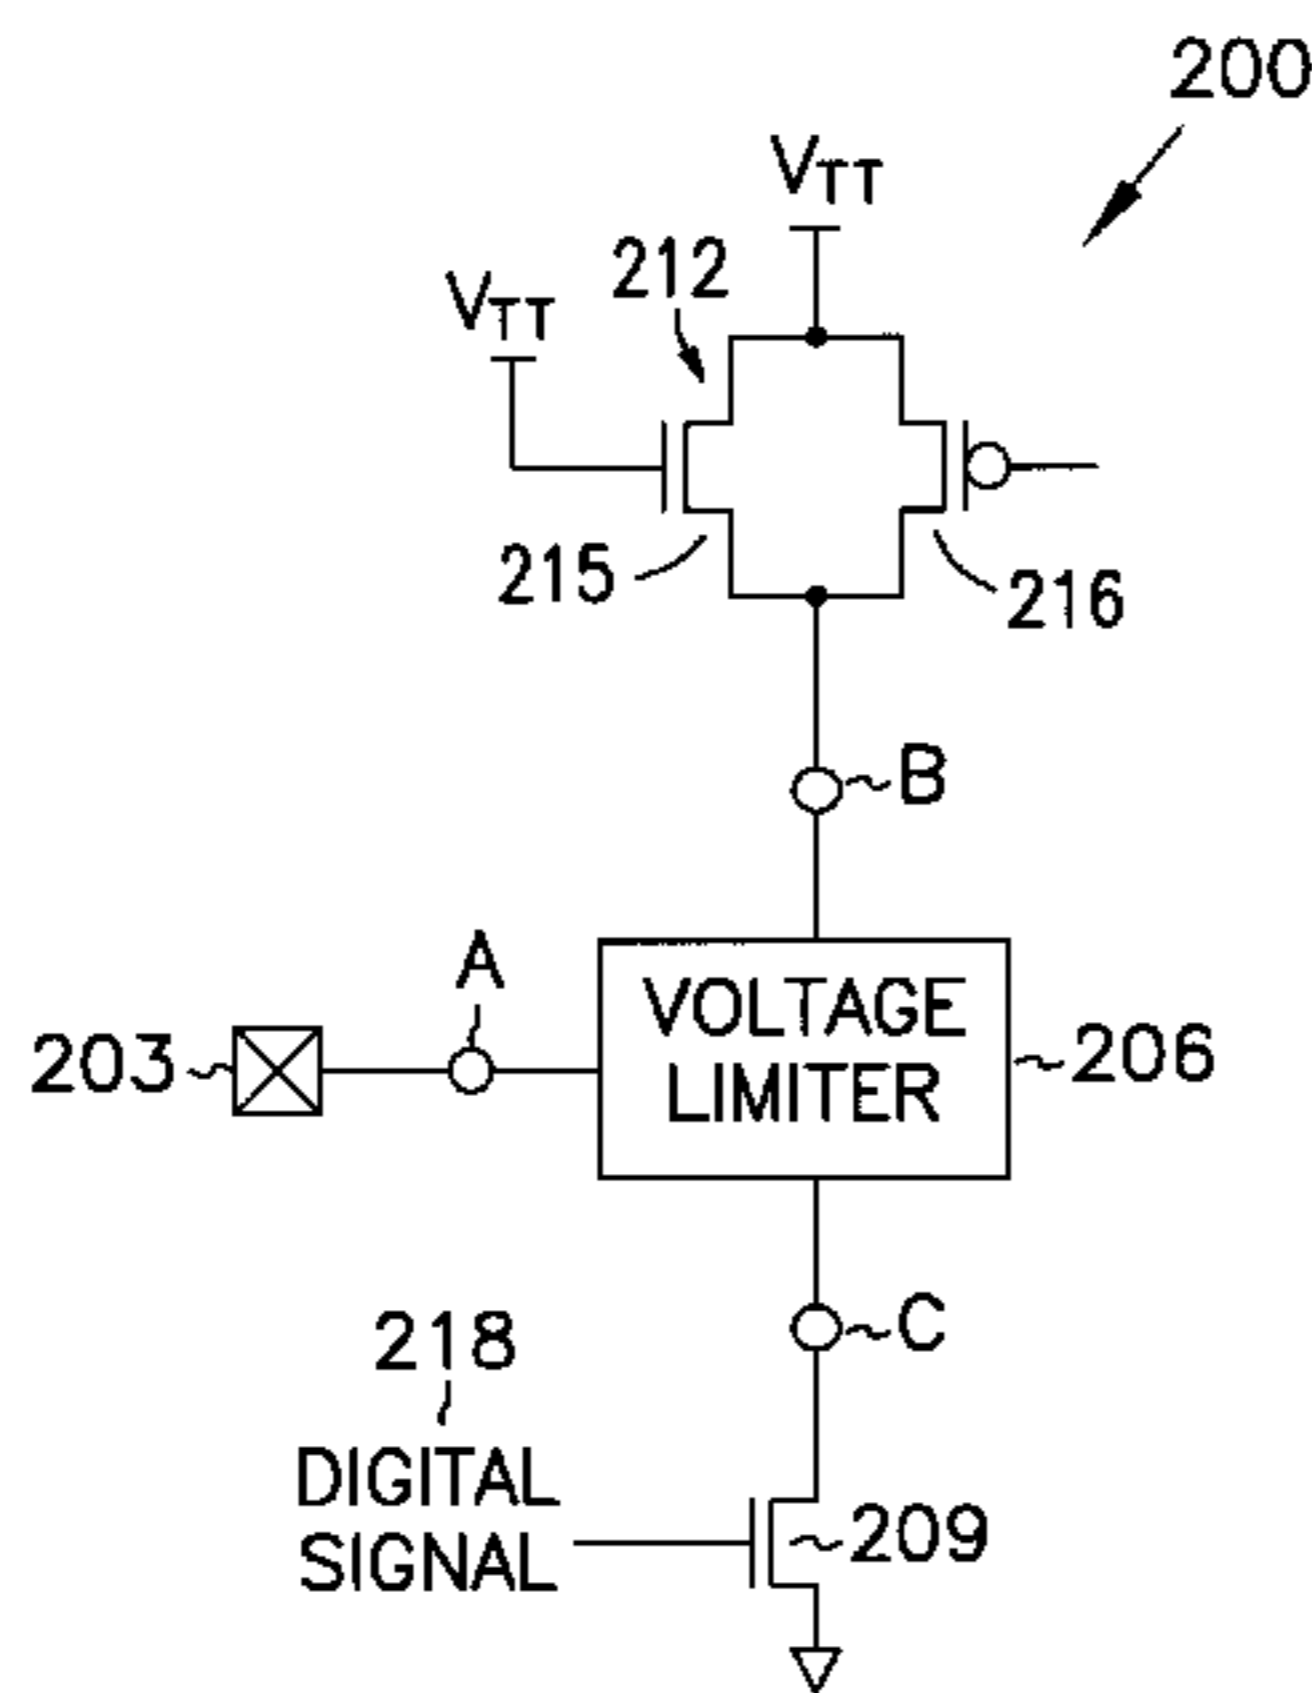 200
VTT
212
VTT
215
216
B
A
VOLTAGE
LIMITER
203
206
C
218
DIGITAL
SIGNAL
209